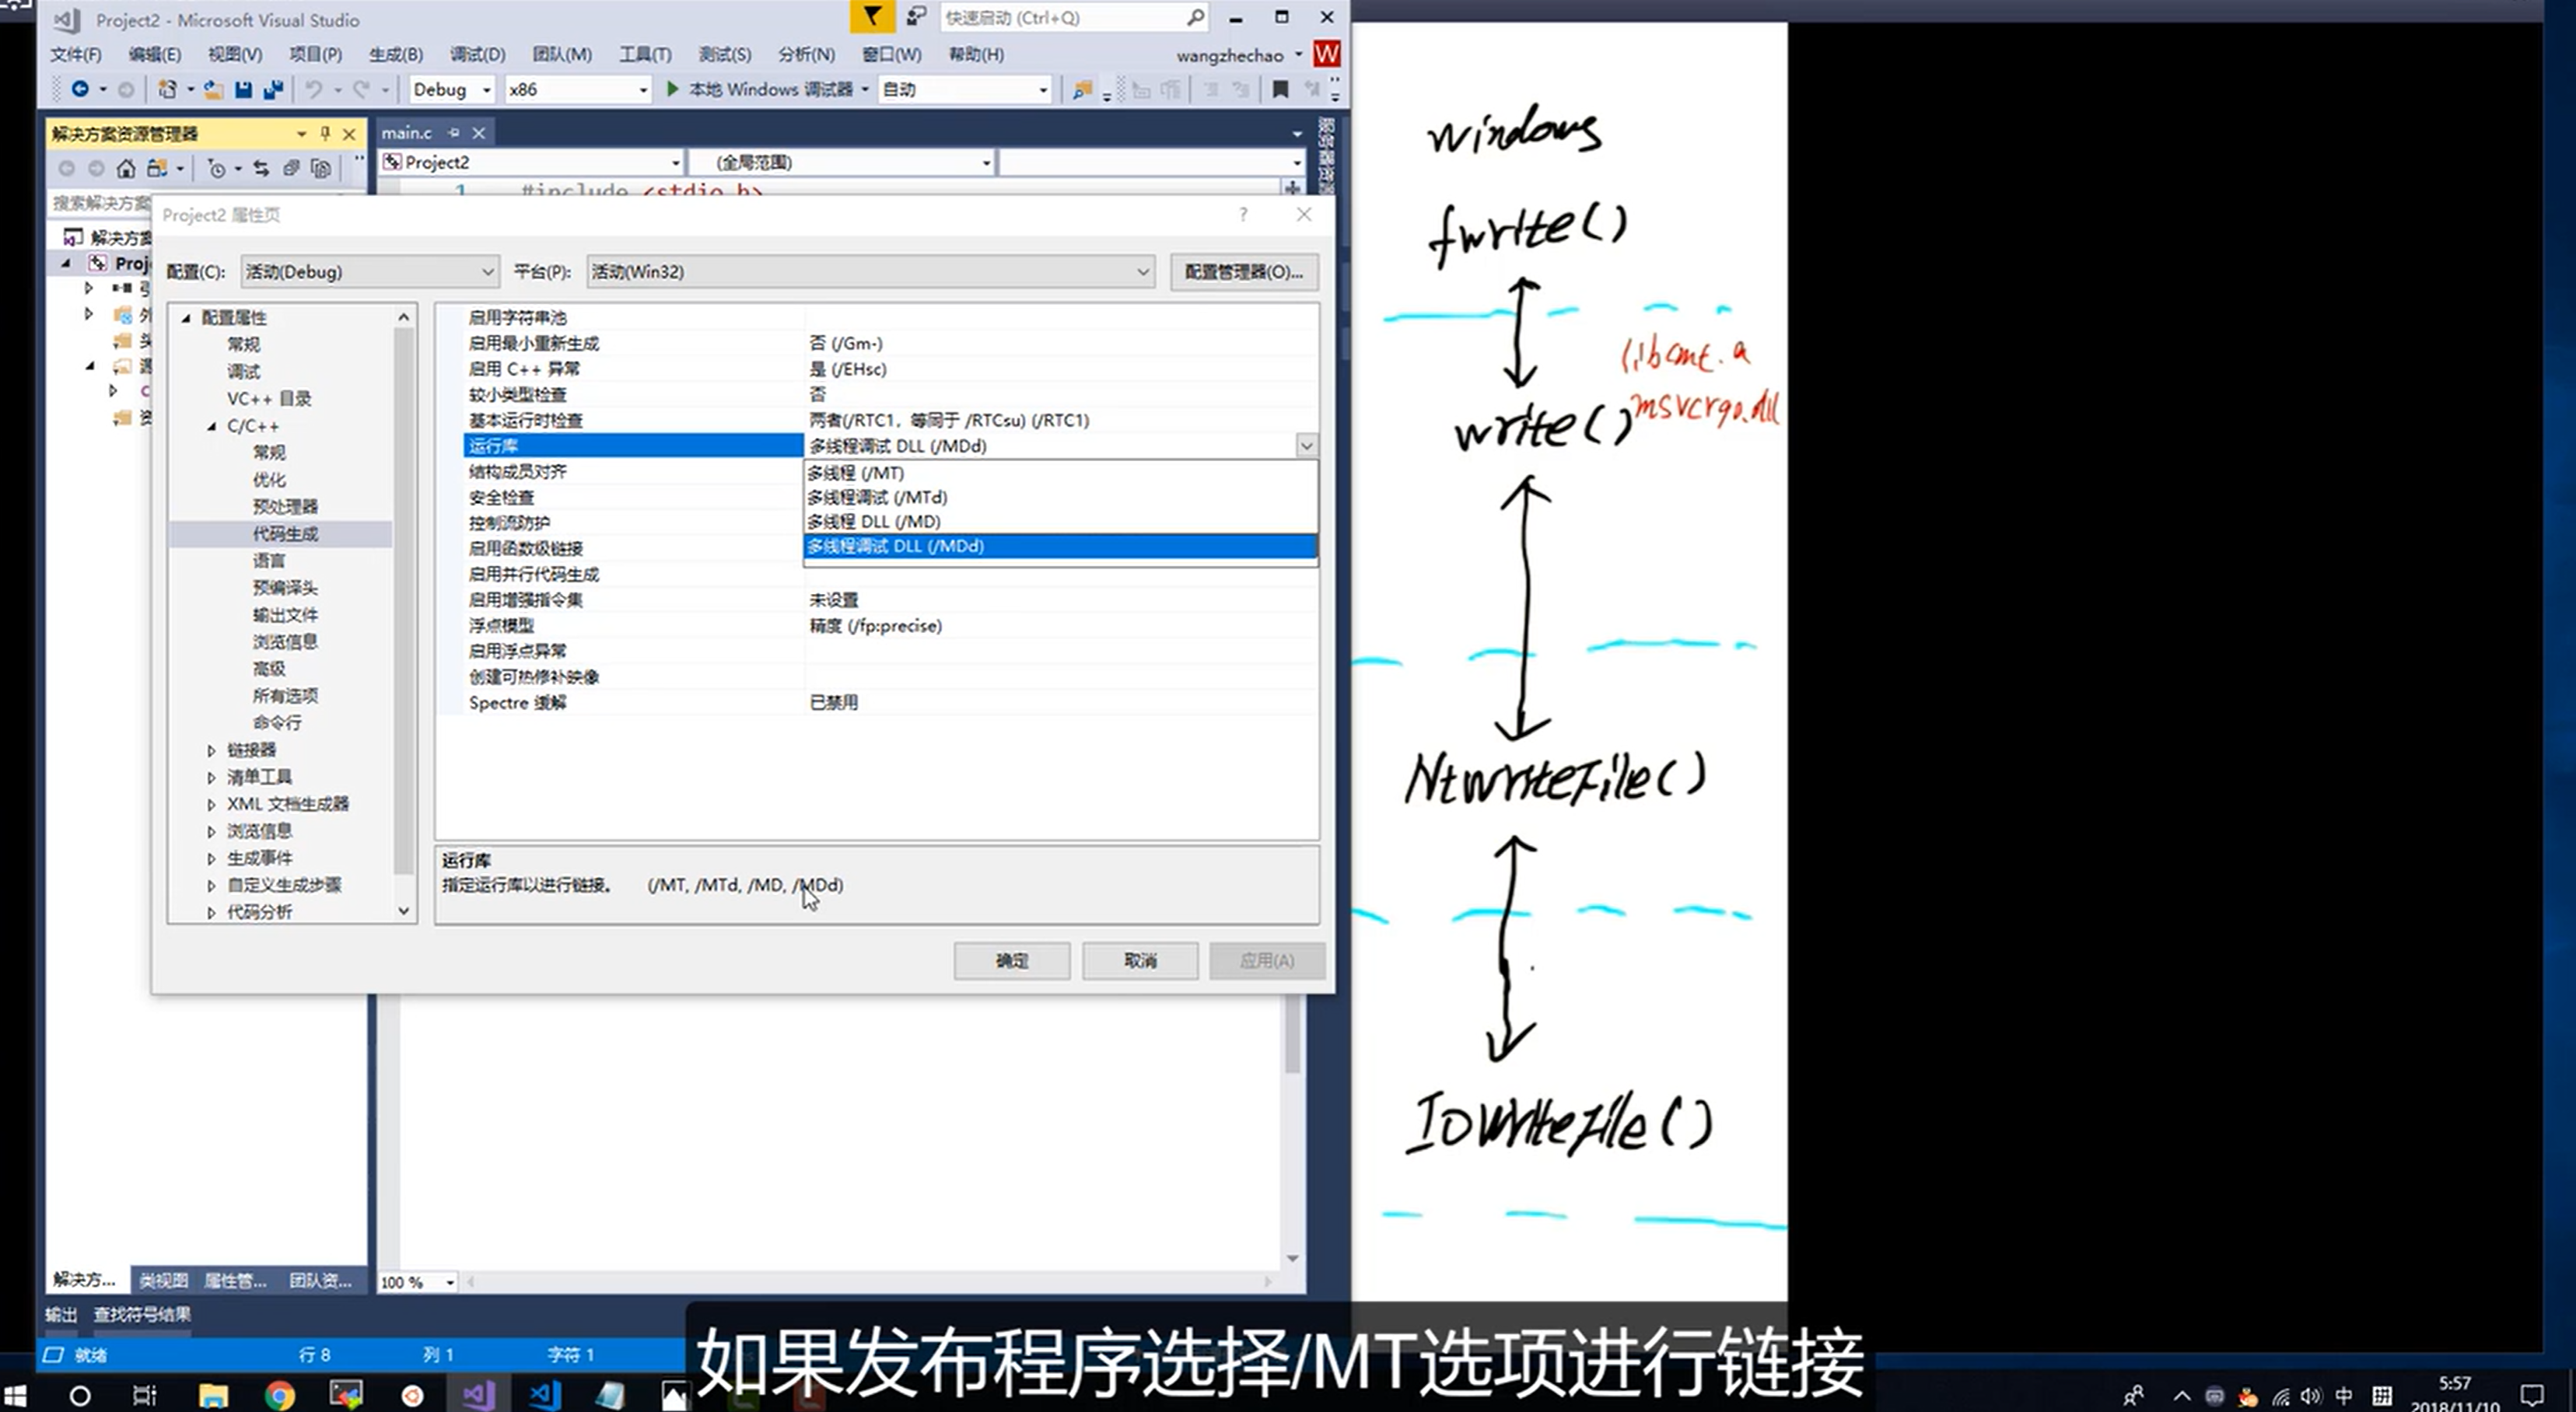 Project2 - Microsoft Visual Studio
快速启动 (Ctrl+Q)
文件(F) 编辑(E) 视图(V) 项目(P) 生成(B) 调试(D) 团队(M) 工具(T) 测试(S) 分析(N) 窗口(W) 帮助(H)
wangzhechao W
Debug x86 本地 Windows 调试器 自动
解决方案资源管理器
main.c
Project2 (全局范围)
搜索解决方案
1 #include <stdio.h>
解决方案
Proj
Project2 属性页
? 
配置(C): 活动(Debug) 平台(P): 活动(Win32) 配置管理器(O)...
配置属性
常规
调试
VC++ 目录
C/C++
常规
优化
预处理器
代码生成
语言
预编译头
输出文件
浏览信息
高级
所有选项
命令行
链接器
清单工具
XML 文档生成器
浏览信息
生成事件
自定义生成步骤
代码分析
启用字符串池
启用最小重新生成 否 (/Gm-)
启用 C++ 异常 是 (/EHsc)
较小类型检查 否
基本运行时检查 两者(/RTC1，等同于 /RTCsu) (/RTC1)
运行库 多线程调试 DLL (/MDd)
结构成员对齐 多线程 (/MT)
安全检查 多线程调试 (/MTd)
控制流防护 多线程 DLL (/MD)
启用函数级链接 多线程调试 DLL (/MDd)
启用并行代码生成
启用增强指令集 未设置
浮点模型 精度 (/fp:precise)
启用浮点异常
创建可热修补映像
Spectre 缓解 已禁用
运行库
指定运行库以进行链接。 (/MT, /MTd, /MD, /MDd)
确定 取消 应用(A)
windows
fwrite()
libcmt.a
msvcr90.dll
write()
NtWriteFile()
IoWriteFile()
解决方... 类视图 属性管... 团队资...
100 %
输出 查找符号结果
就绪 行 8 列 1 字符 1
如果发布程序选择/MT选项进行链接
中
5:57
2018/11/10